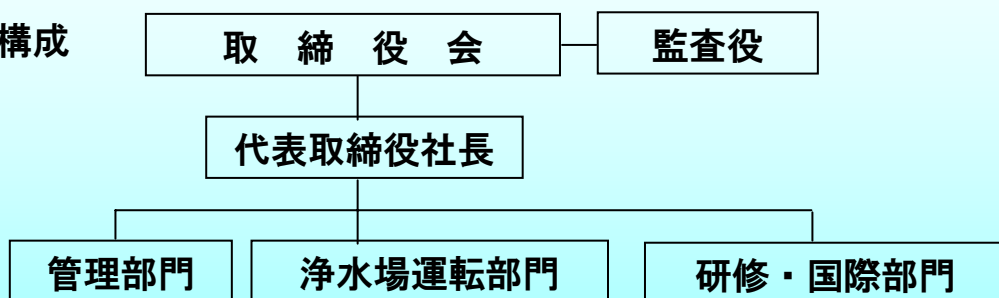 構成
取 締 役 会 監査役
代表取締役社長
管理部門 浄水場運転部門 研修・国際部門